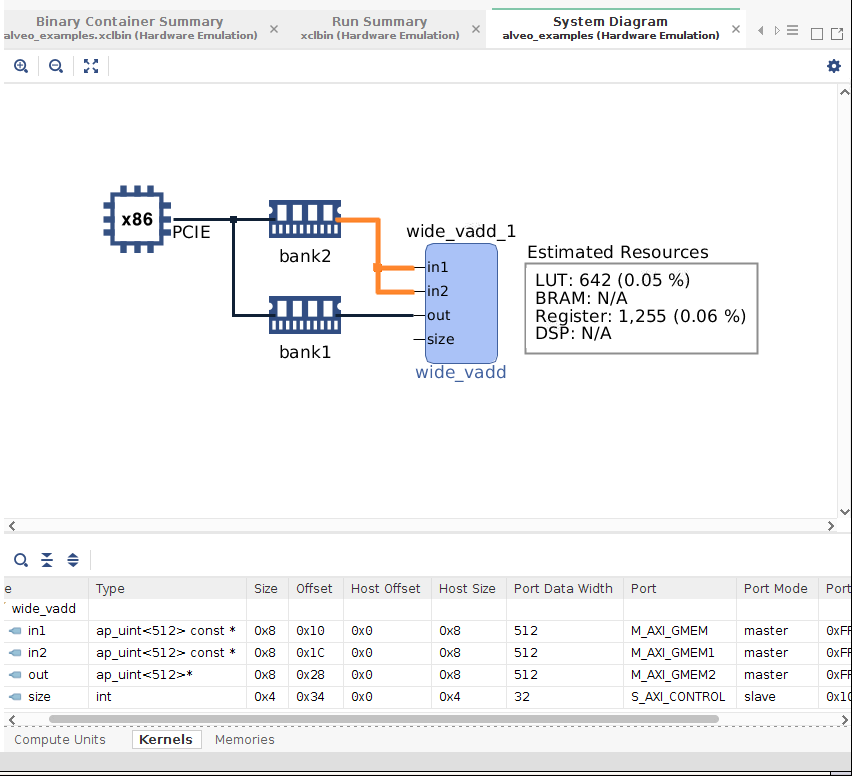 Binary Container Summary
alveo_examples.xclbin (Hardware Emulation)
Run Summary
xclbin (Hardware Emulation)
System Diagram
alveo_examples (Hardware Emulation)
x86
PCIE
bank2
bank1
wide_vadd_1
in1
in2
out
size
wide_vadd
Estimated Resources
LUT: 642 (0.05 %)
BRAM: N/A
Register: 1,255 (0.06 %)
DSP: N/A
e Type Size Offset Host Offset Host Size Port Data Width Port Port Mode Port
wide_vadd
in1 ap_uint<512> const * 0x8 0x10 0x0 0x8 512 M_AXI_GMEM master 0xFF
in2 ap_uint<512> const * 0x8 0x1C 0x0 0x8 512 M_AXI_GMEM1 master 0xFF
out ap_uint<512>* 0x8 0x28 0x0 0x8 512 M_AXI_GMEM2 master 0xFF
size int 0x4 0x34 0x0 0x4 32 S_AXI_CONTROL slave 0x10
Compute Units Kernels Memories